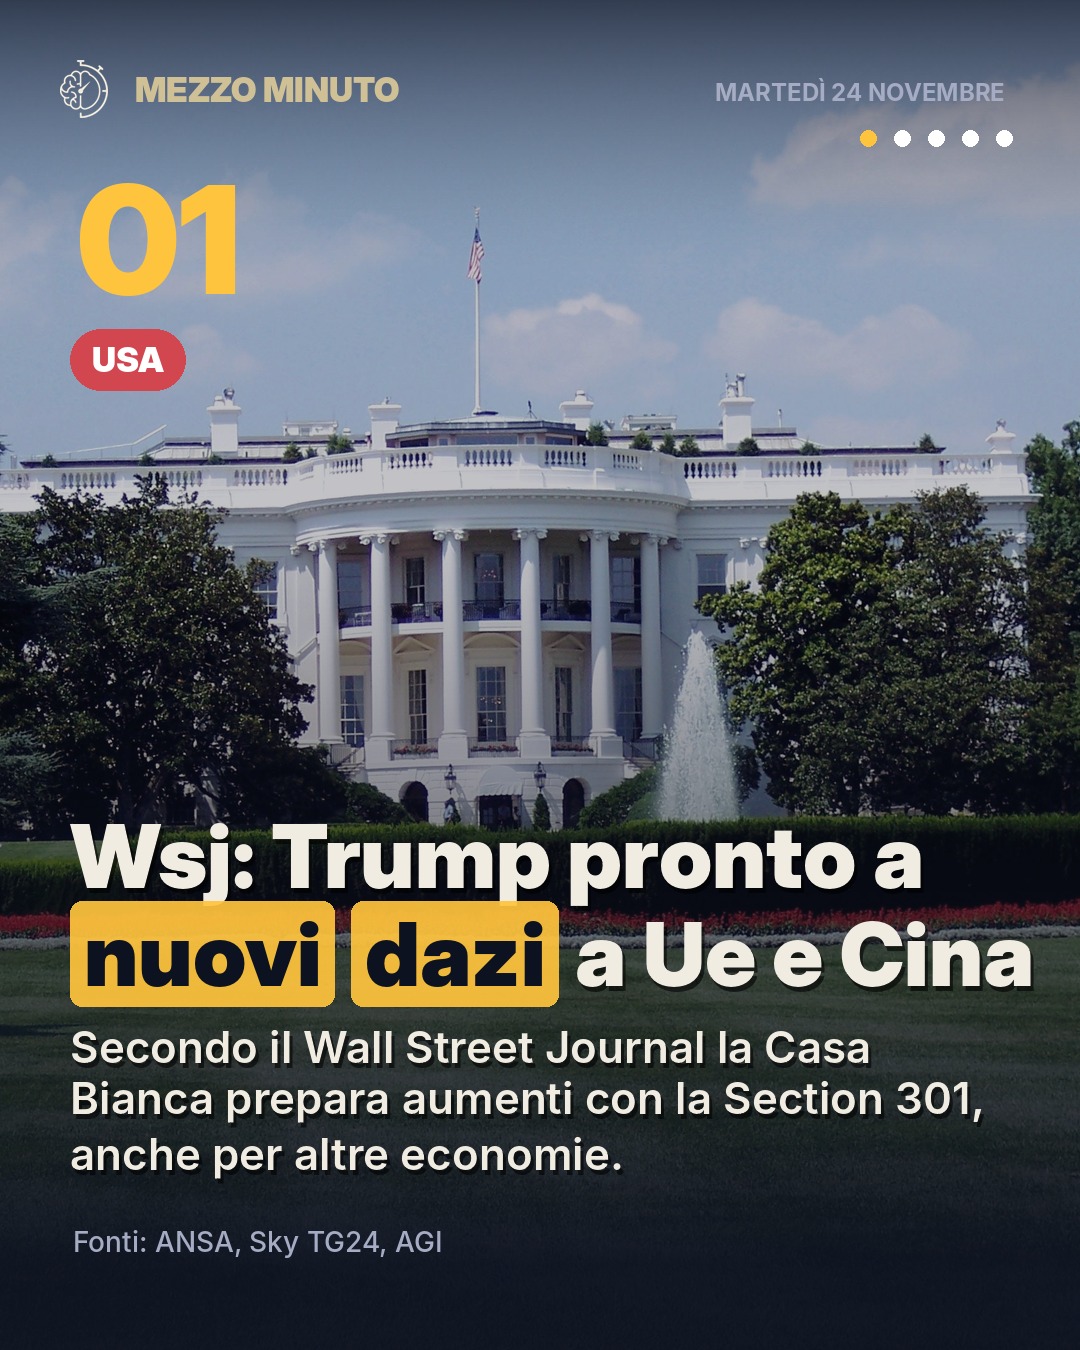 MEZZO MINUTO
MARTEDÌ 24 NOVEMBRE
01
USA
Wsj: Trump pronto a
nuovi dazi a Ue e Cina
Secondo il Wall Street Journal la Casa
Bianca prepara aumenti con la Section 301,
anche per altre economie.
Fonti: ANSA, Sky TG24, AGI